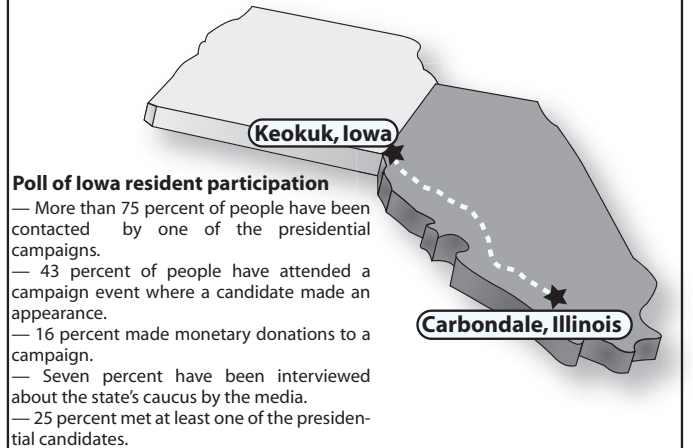 Keokuk, Iowa
Poll of Iowa resident participation
— More than 75 percent of people have been
contacted by one of the presidential
campaigns.
— 43 percent of people have attended a
campaign event where a candidate made an
appearance.
— 16 percent made monetary donations to a
campaign.
— Seven percent have been interviewed
about the state's caucus by the media.
— 25 percent met at least one of the presiden-
tial candidates.
Carbondale, Illinois